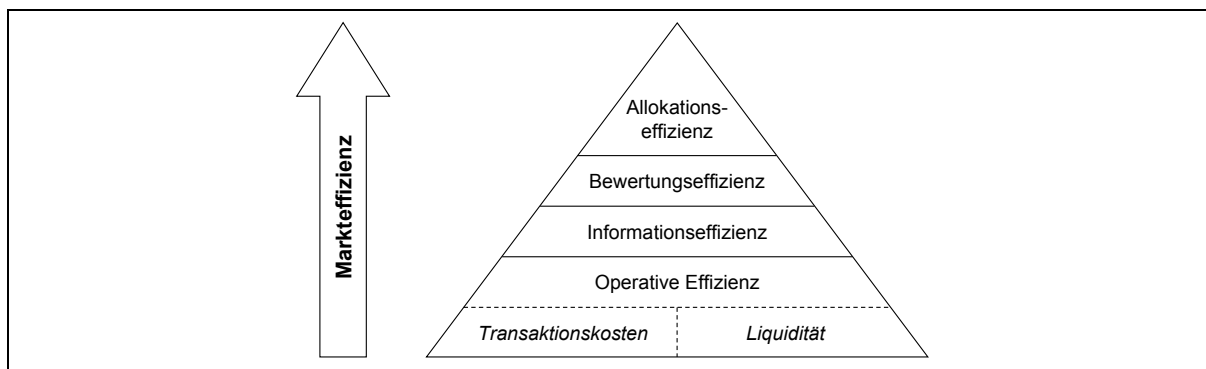 Markteffizienz
Allokations-
effizienz
Bewertungseffizienz
Informationseffizienz
Operative Effizienz
Transaktionskosten
Liquidität